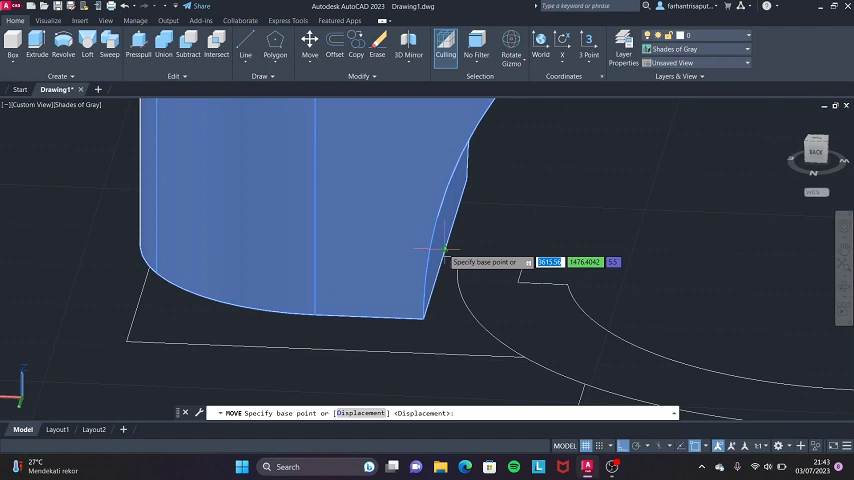 CAD Share Autodesk AutoCAD 2023 Drawing1.dwg Type a keyword or phrase farhantrisaput...
Home Visualize View Manage Output Add-ins Collaborate Express Tools Featured Apps
Box Extrude Revolve Loft Sweep Presspull Union Subtract Intersect Line Polyline Move Offset Copy Erase 3D Mirror Culling No Filter Rotate Gizmo World X 3 Point Layer Properties 0
Shades of Gray
Unsaved View
Create Edit Draw Modify Selection Coordinates Layers & View
Start Drawing1*
[−][Custom View][Shades of Gray]
BACK
N
WCS
Specify base point or 3615.56 1476.4042 5.5
Z
MOVE Specify base point or [Displacement] <Displacement>:
Model Layout1 Layout2
MODEL 1:1
27°C
Mendekati rekor
Search
21:43
03/07/2023